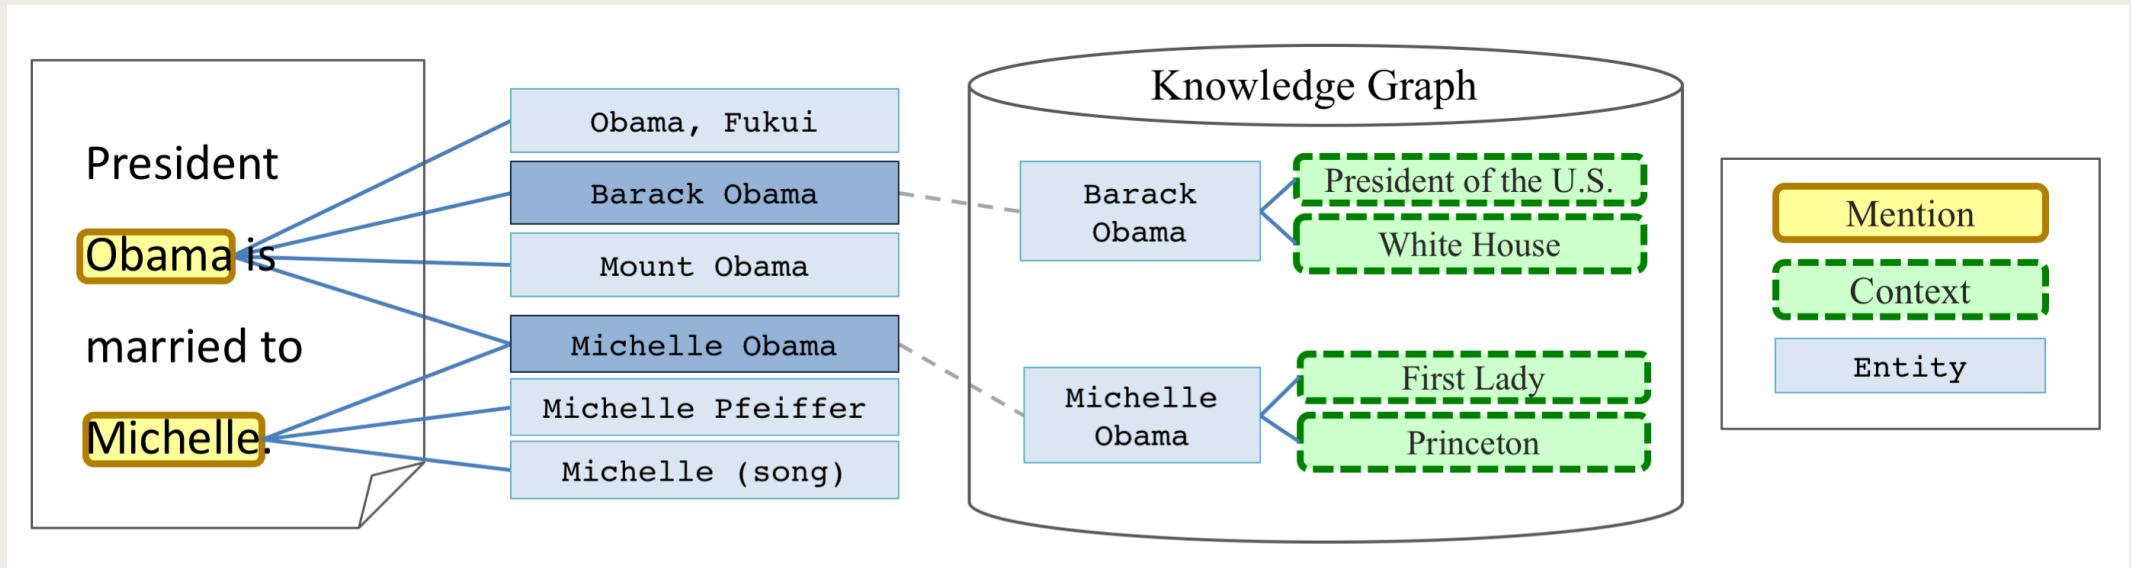 President
Obama is
married to
Michelle.
Obama, Fukui
Barack Obama
Mount Obama
Michelle Obama
Michelle Pfeiffer
Michelle (song)
Knowledge Graph
Barack
Obama
President of the U.S.
White House
Michelle
Obama
First Lady
Princeton
Mention
Context
Entity